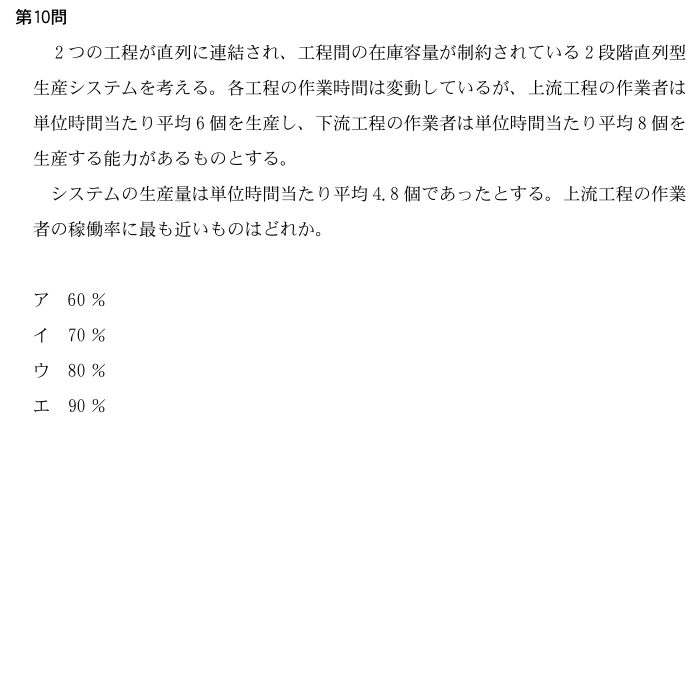 第10問
２つの工程が直列に連結され、工程間の在庫容量が制約されている２段階直列型
生産システムを考える。各工程の作業時間は変動しているが、上流工程の作業者は
単位時間当たり平均６個を生産し、下流工程の作業者は単位時間当たり平均８個を
生産する能力があるものとする。
システムの生産量は単位時間当たり平均 4.8 個であったとする。上流工程の作業
者の稼働率に最も近いものはどれか。
ア　60 %
イ　70 %
ウ　80 %
エ　90 %